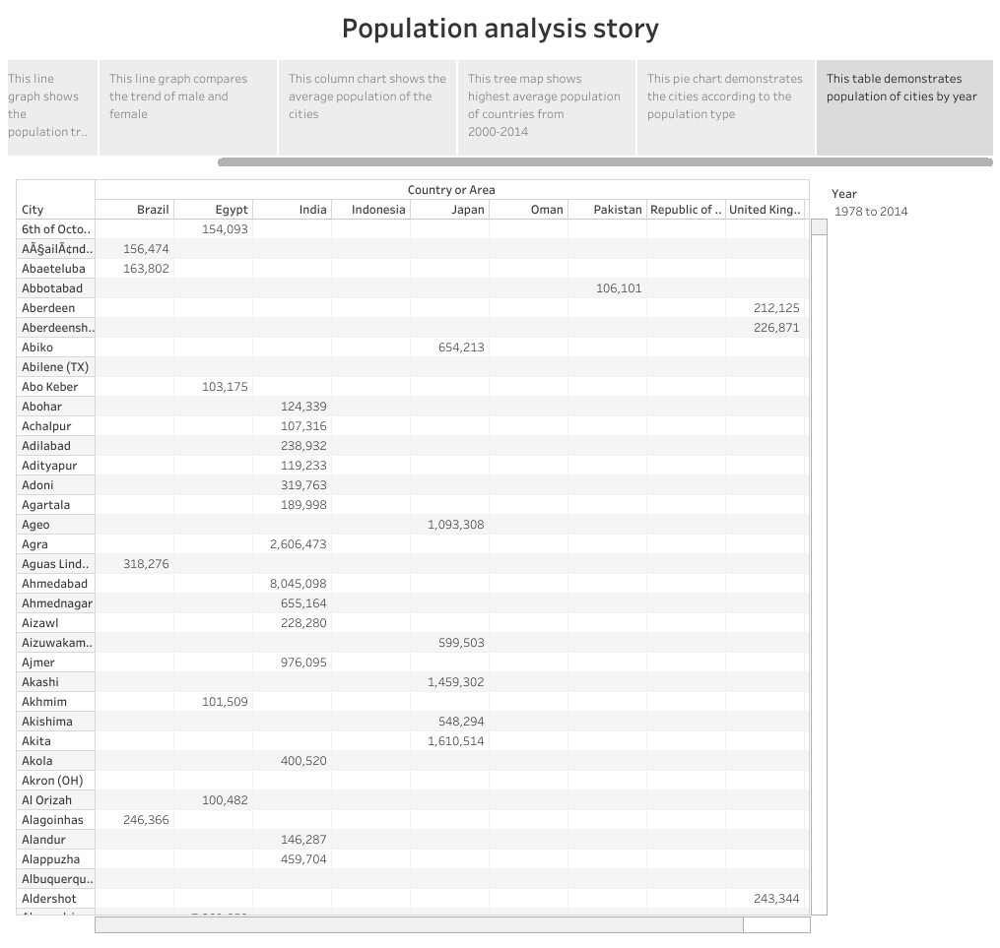 Population analysis story
This line
graph shows
the
population tr..
This line graph compares
the trend of male and
female
This column chart shows the
average population of the
cities
This tree map shows
highest average population
of countries from
2000-2014
This pie chart demonstrates
the cities according to the
population type
This table demonstrates
population of cities by year
Country or Area
City Brazil Egypt India Indonesia Japan Oman Pakistan Republic of .. United King..
Year
1978 to 2014
6th of Octo.. 154,093
AÃ§ailÃ¢nd.. 156,474
Abaeteluba 163,802
Abbotabad 106,101
Aberdeen 212,125
Aberdeensh.. 226,871
Abiko 654,213
Abilene (TX)
Abo Keber 103,175
Abohar 124,339
Achalpur 107,316
Adilabad 238,932
Adityapur 119,233
Adoni 319,763
Agartala 189,998
Ageo 1,093,308
Agra 2,606,473
Aguas Lind.. 318,276
Ahmedabad 8,045,098
Ahmednagar 655,164
Aizawl 228,280
Aizuwakam.. 599,503
Ajmer 976,095
Akashi 1,459,302
Akhmim 101,509
Akishima 548,294
Akita 1,610,514
Akola 400,520
Akron (OH)
Al Orizah 100,482
Alagoinhas 246,366
Alandur 146,287
Alappuzha 459,704
Albuquerqu..
Aldershot 243,344